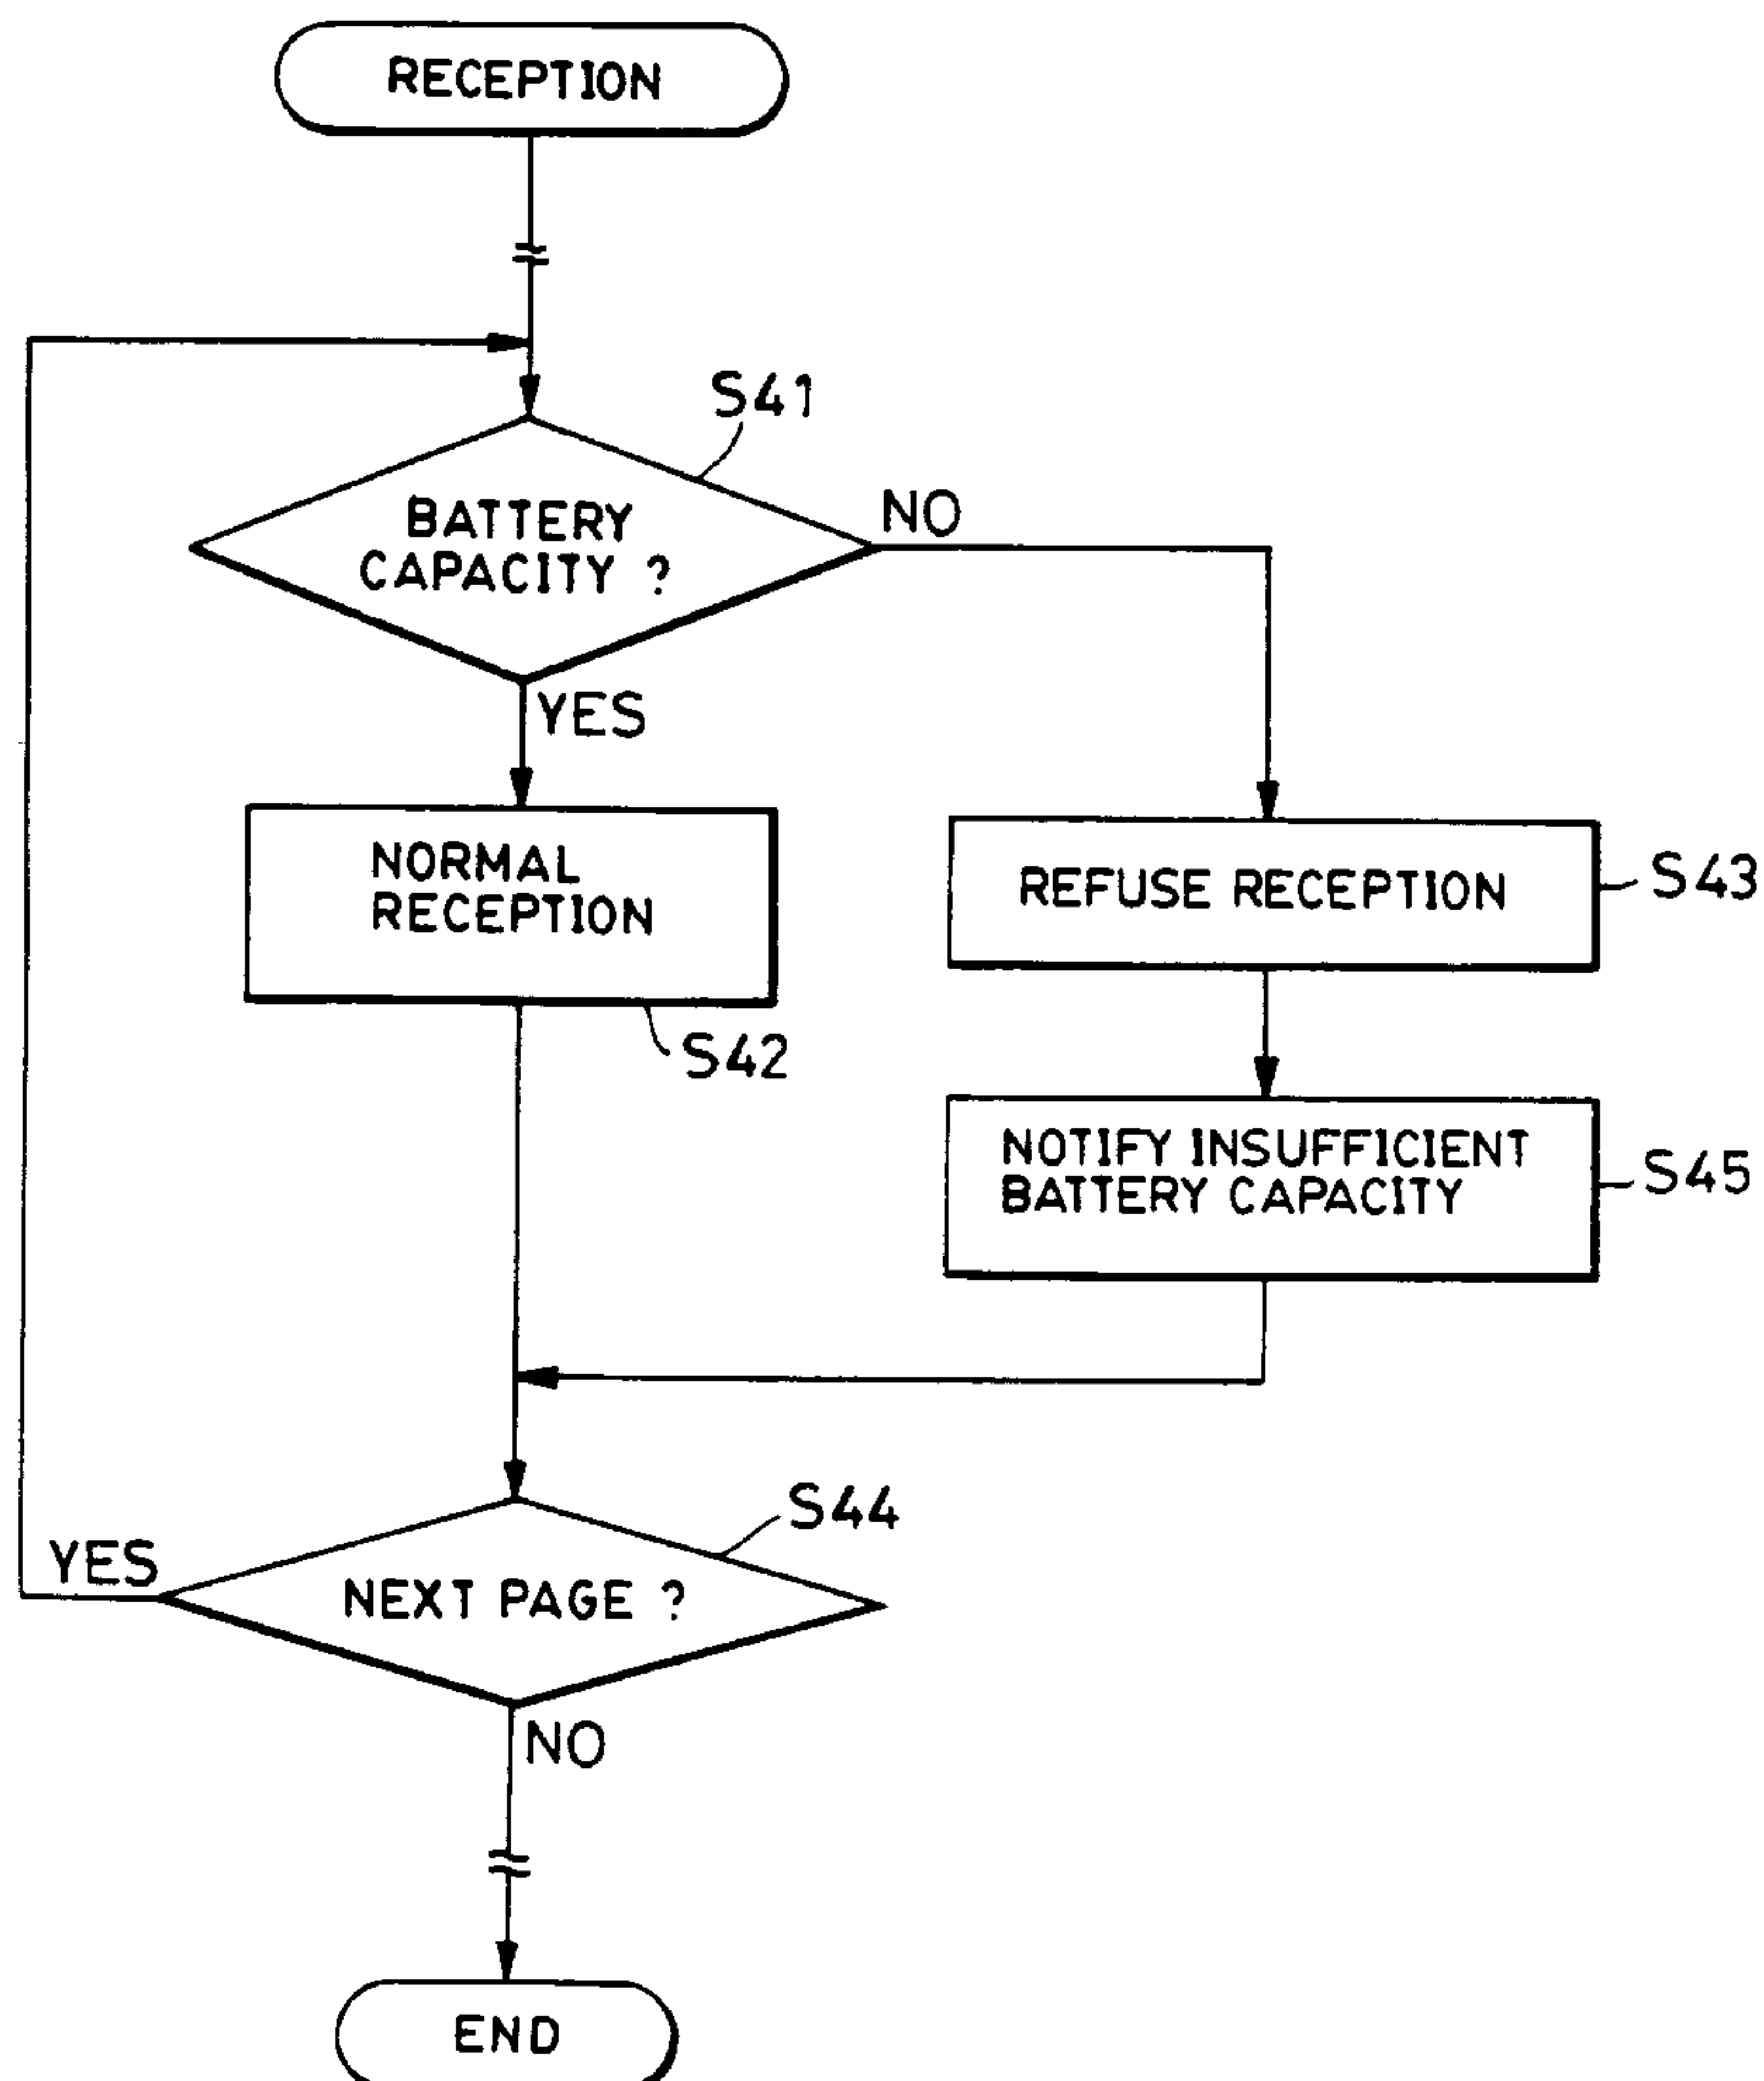 RECEPTION
S41
BATTERY
CAPACITY ?
NO
YES
NORMAL
RECEPTION
S42
REFUSE RECEPTION
S43
NOTIFY INSUFFICIENT
BATTERY CAPACITY
S45
S44
YES
NEXT PAGE ?
NO
END